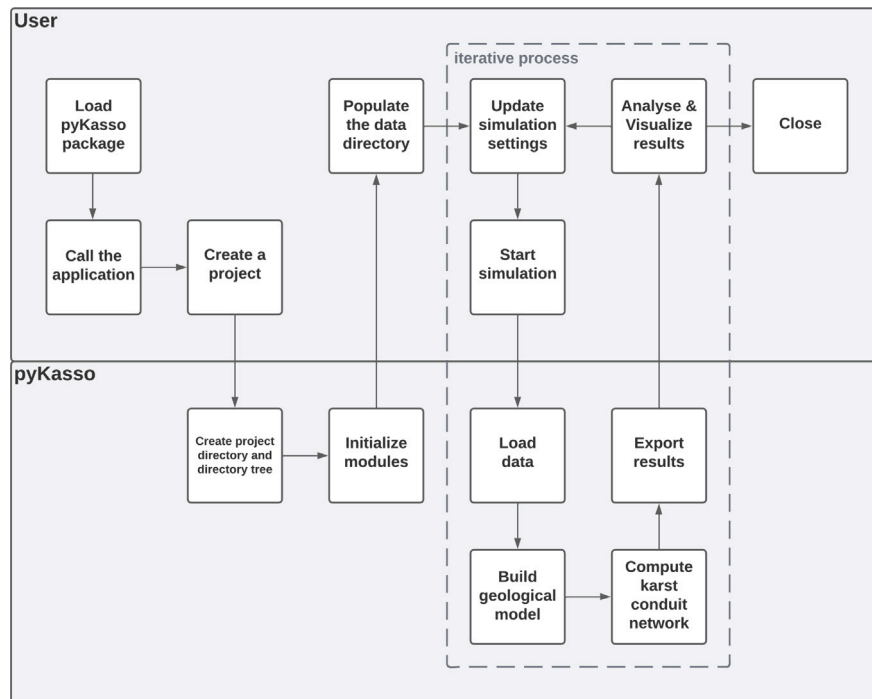 User
iterative process
Load
pyKasso
package
Populate
the data
directory
Update
simulation
settings
Analyse &
Visualize
results
Close
Call the
application
Create a
project
Start
simulation
pyKasso
Create project
directory and
directory tree
Initialize
modules
Load
data
Export
results
Build
geological
model
Compute
karst
conduit
network